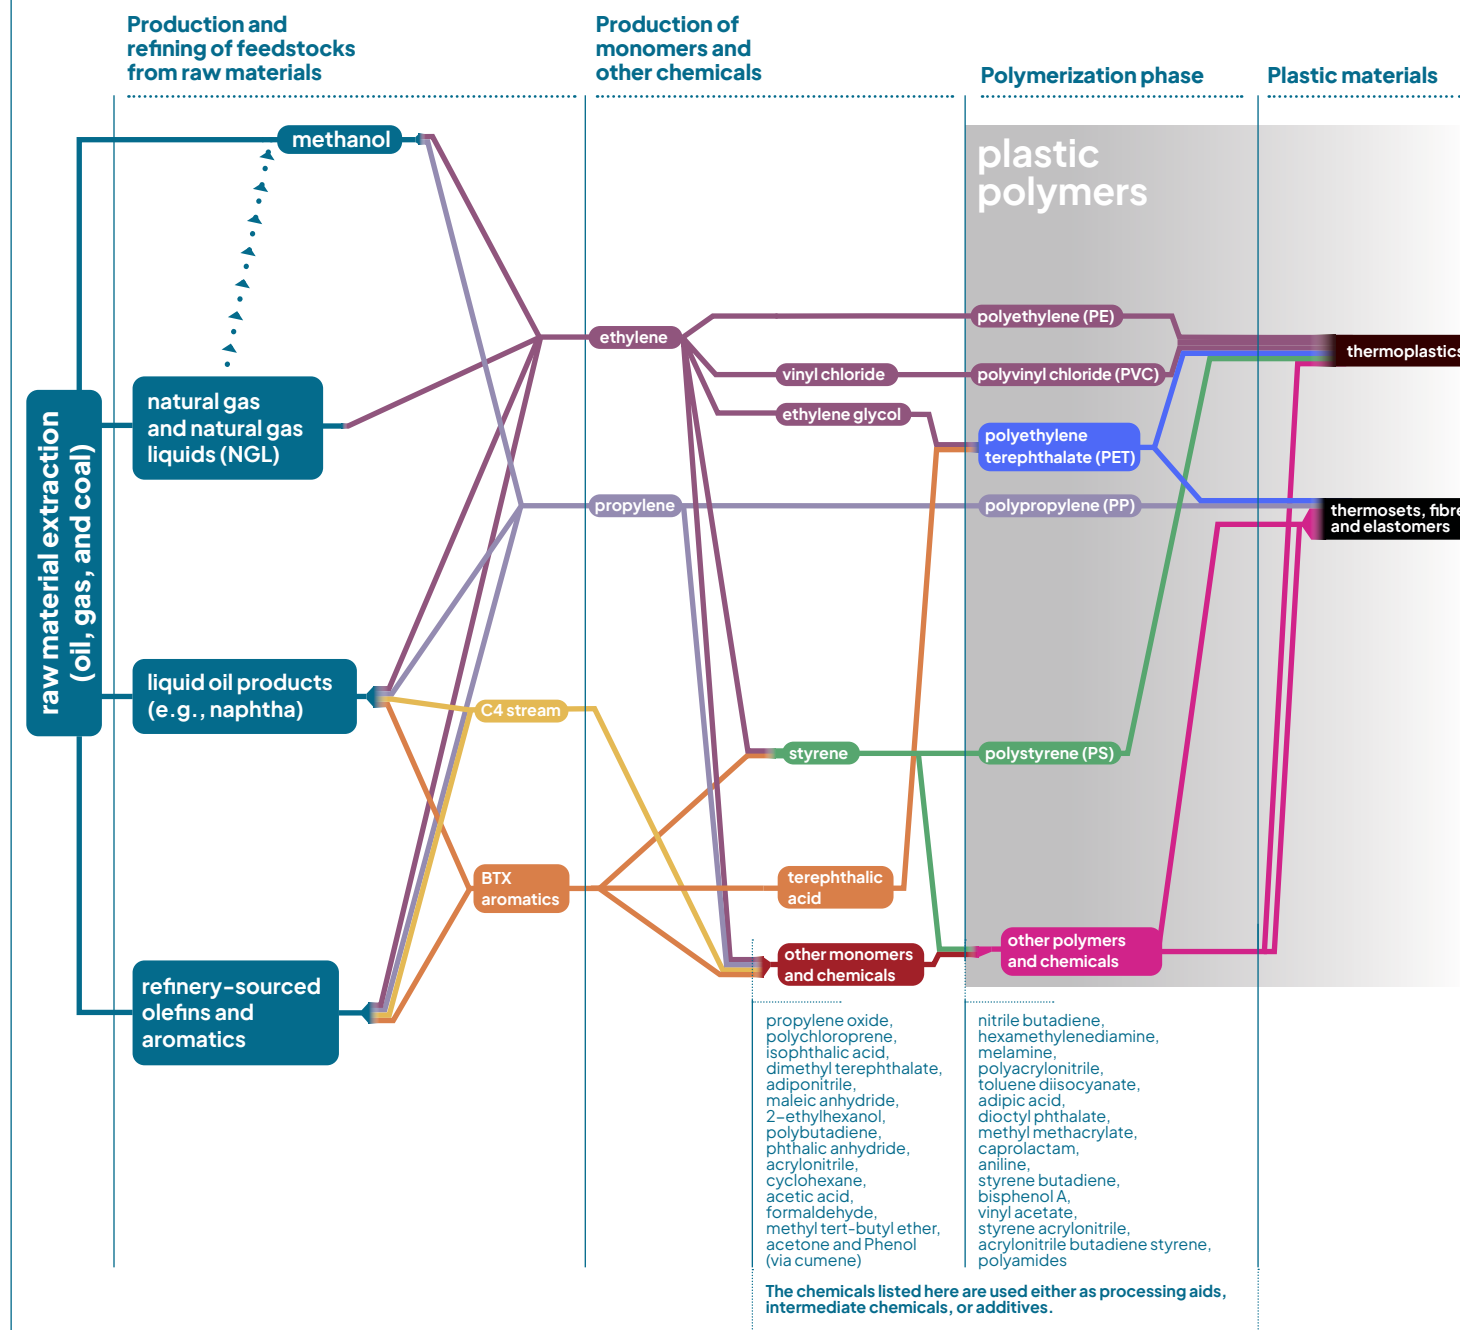 Production and
refining of feedstocks
from raw materials
Production of
monomers and
other chemicals
Polymerization phase
Plastic materials
methanol
plastic
polymers
raw material extraction
(oil, gas, and coal)
natural gas
and natural gas
liquids (NGL)
liquid oil products
(e.g., naphtha)
refinery-sourced
olefins and
aromatics
C4 stream
BTX
aromatics
ethylene
propylene
vinyl chloride
ethylene glycol
styrene
terephthalic
acid
other monomers
and chemicals
polyethylene (PE)
polyvinyl chloride (PVC)
polyethylene
terephthalate (PET)
polypropylene (PP)
polystyrene (PS)
other polymers
and chemicals
thermoplastics
thermosets, fibre
and elastomers
propylene oxide,
polychloroprene,
isophthalic acid,
dimethyl terephthalate,
adiponitrile,
maleic anhydride,
2-ethylhexanol,
polybutadiene,
phthalic anhydride,
acrylonitrile,
cyclohexane,
acetic acid,
formaldehyde,
methyl tert-butyl ether,
acetone and Phenol
(via cumene)
nitrile butadiene,
hexamethylenediamine,
melamine,
polyacrylonitrile,
toluene diisocyanate,
adipic acid,
dioctyl phthalate,
methyl methacrylate,
caprolactam,
aniline,
styrene butadiene,
bisphenol A,
vinyl acetate,
styrene acrylonitrile,
acrylonitrile butadiene styrene,
polyamides
The chemicals listed here are used either as processing aids,
intermediate chemicals, or additives.